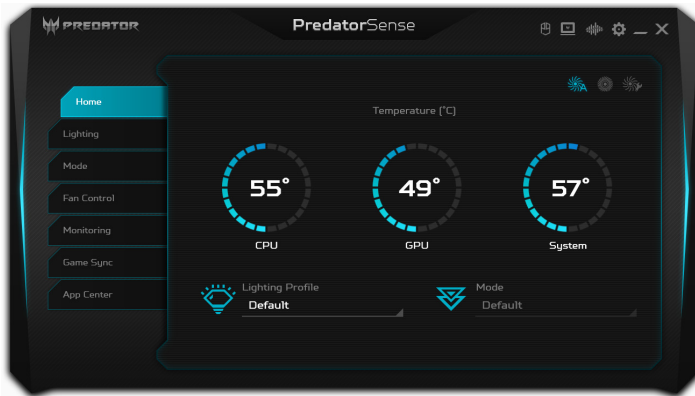 PREDATOR
PredatorSense
Home
Lighting
Mode
Fan Control
Monitoring
Game Sync
App Center
Temperature (°C)
55°
49°
57°
CPU
GPU
System
Lighting Profile
Default
Mode
Default